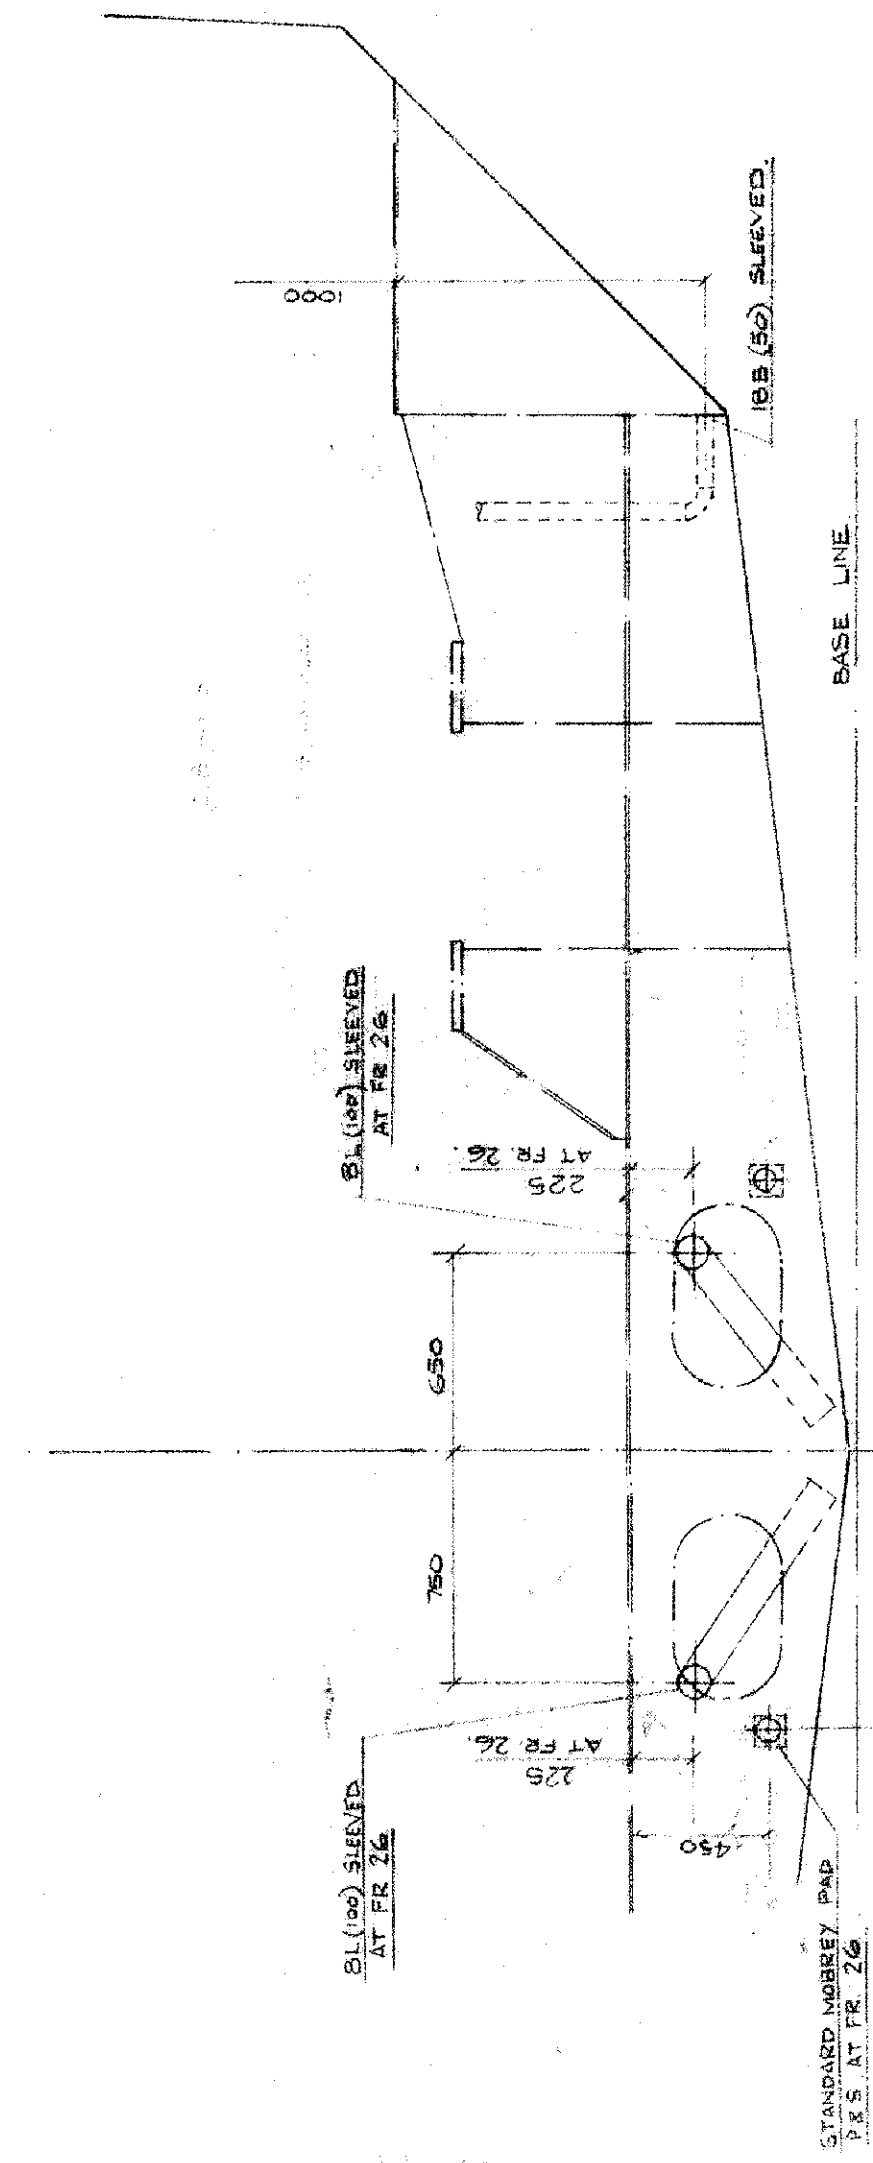 8L(100) SLEEVED
AT FR 26
STANDARD MOBREY PAD
P&S AT FR. 26
225
AT FR. 26.
450
750
650
8L(100) SLEEVED
AT FR 26
225
AT FR. 26.
BASE LINE
1000
18B (50) SLEEVED.